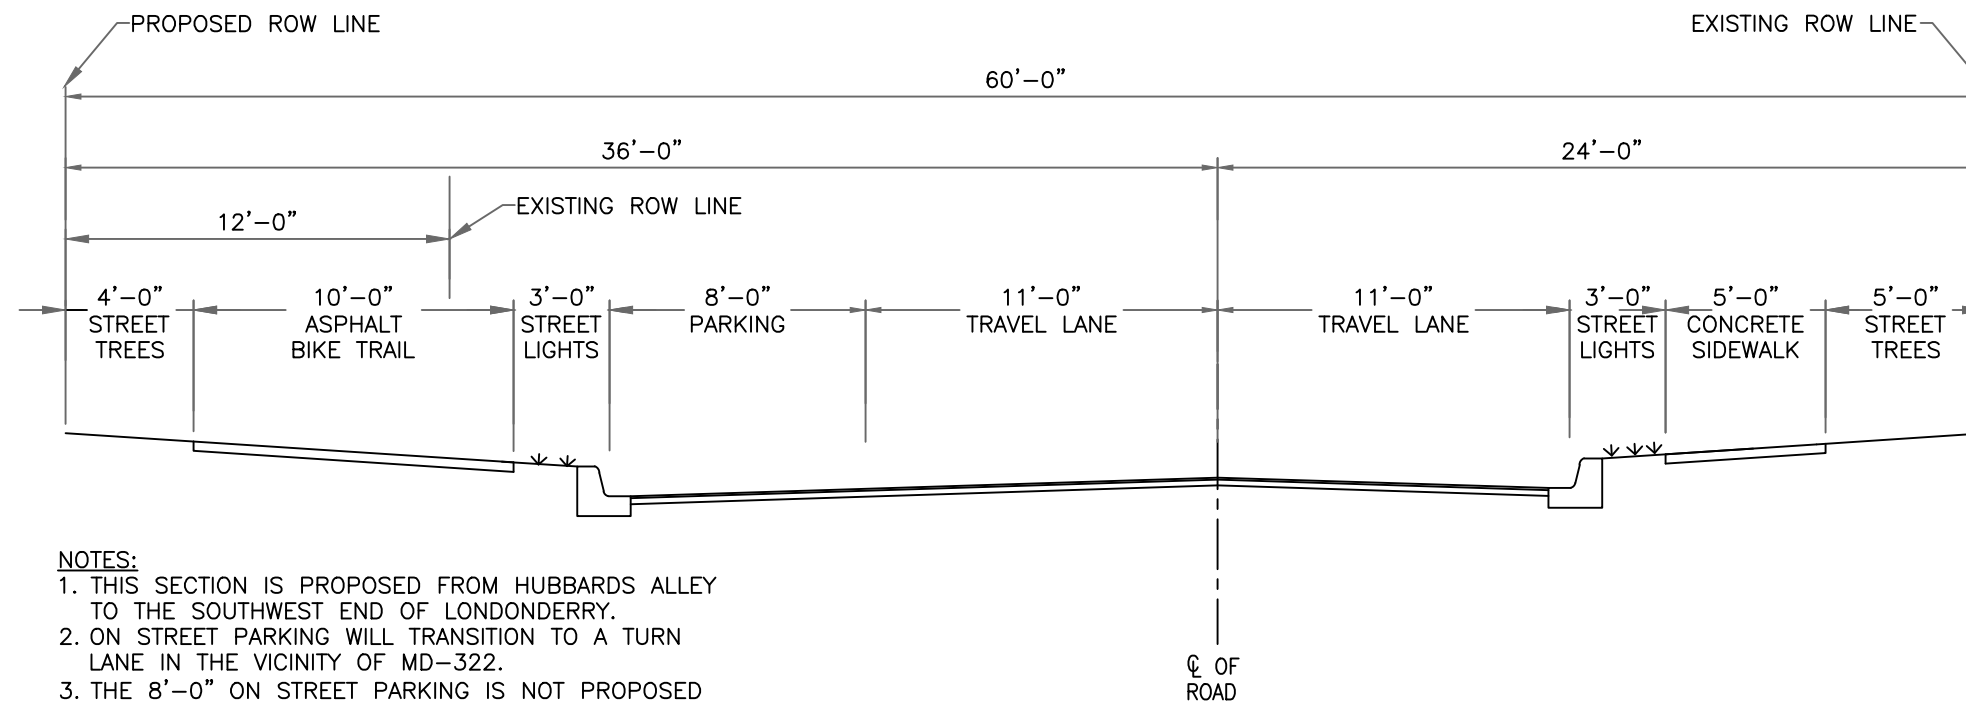 PROPOSED ROW LINE
EXISTING ROW LINE
60'-0"
36'-0"
24'-0"
EXISTING ROW LINE
12'-0"
4'-0"
STREET
TREES
10'-0"
ASPHALT
BIKE TRAIL
3'-0"
STREET
LIGHTS
8'-0"
PARKING
11'-0"
TRAVEL LANE
11'-0"
TRAVEL LANE
3'-0"
STREET
LIGHTS
5'-0"
CONCRETE
SIDEWALK
5'-0"
STREET
TREES
NOTES:
1. THIS SECTION IS PROPOSED FROM HUBBARDS ALLEY
TO THE SOUTHWEST END OF LONDONDERRY.
2. ON STREET PARKING WILL TRANSITION TO A TURN
LANE IN THE VICINITY OF MD-322.
3. THE 8'-0" ON STREET PARKING IS NOT PROPOSED
℄ OF
ROAD